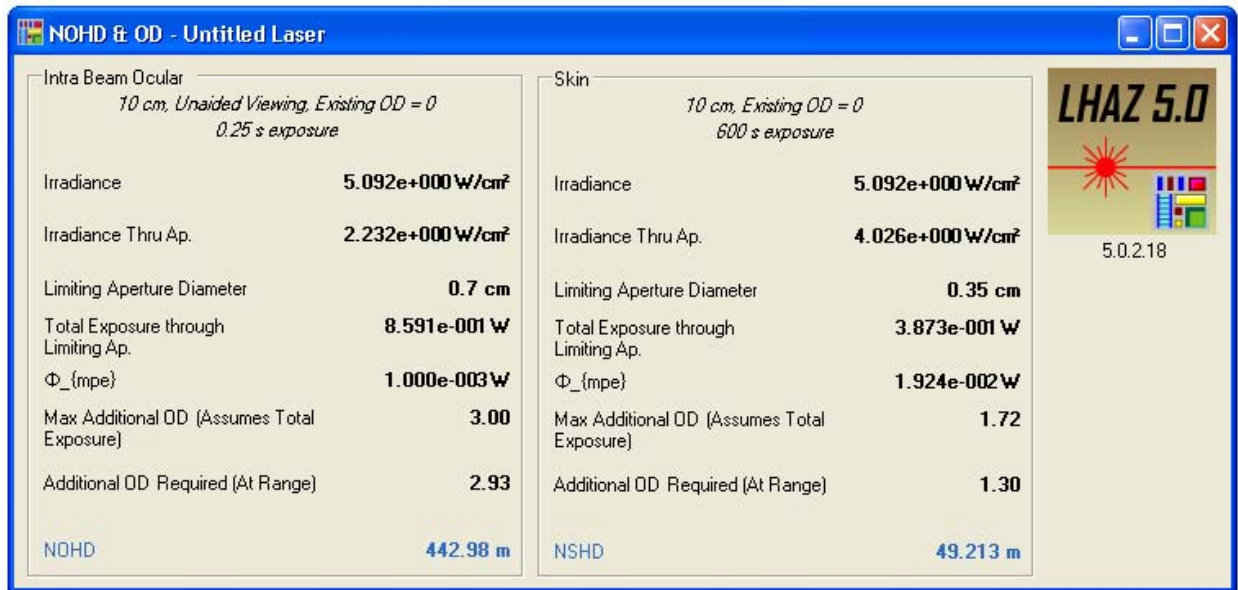 NOHD & OD - Untitled Laser
Intra Beam Ocular
10 cm, Unaided Viewing, Existing OD = 0
0.25 s exposure
Irradiance 5.092e+000 W/cm²
Irradiance Thru Ap. 2.232e+000 W/cm²
Limiting Aperture Diameter 0.7 cm
Total Exposure through 8.591e-001 W
Limiting Ap.
Φ_{mpe} 1.000e-003 W
Max Additional OD (Assumes Total 3.00
Exposure)
Additional OD Required (At Range) 2.93
NOHD 442.98 m
Skin
10 cm, Existing OD = 0
600 s exposure
Irradiance 5.092e+000 W/cm²
Irradiance Thru Ap. 4.026e+000 W/cm²
Limiting Aperture Diameter 0.35 cm
Total Exposure through 3.873e-001 W
Limiting Ap.
Φ_{mpe} 1.924e-002 W
Max Additional OD (Assumes Total 1.72
Exposure)
Additional OD Required (At Range) 1.30
NSHD 49.213 m
LHAZ 5.0
5.0.2.18